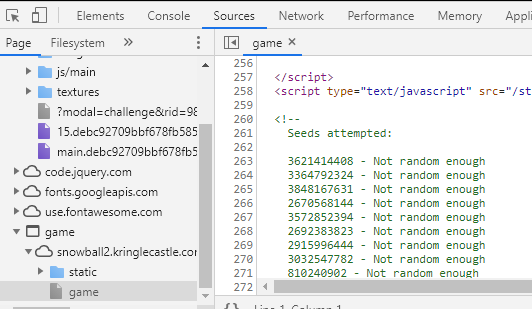 Elements Console Sources Network Performance Memory Application
Page Filesystem »
js/main
textures
?modal=challenge&rid=98
15.debc92709bbf678fb585
main.debc92709bbf678fb585
code.jquery.com
fonts.googleapis.com
use.fontawesome.com
game
snowball2.kringlecastle.com
static
game
game ×
256
257 </script>
258 <script type="text/javascript" src="/st
259
260 <!--
261 Seeds attempted:
262
263 3621414408 - Not random enough
264 3364792324 - Not random enough
265 3848167631 - Not random enough
266 2670568144 - Not random enough
267 3572852394 - Not random enough
268 2692383823 - Not random enough
269 2915996444 - Not random enough
270 3032547782 - Not random enough
271 810240902 - Not random enough
272
{} Line 1, Column 1